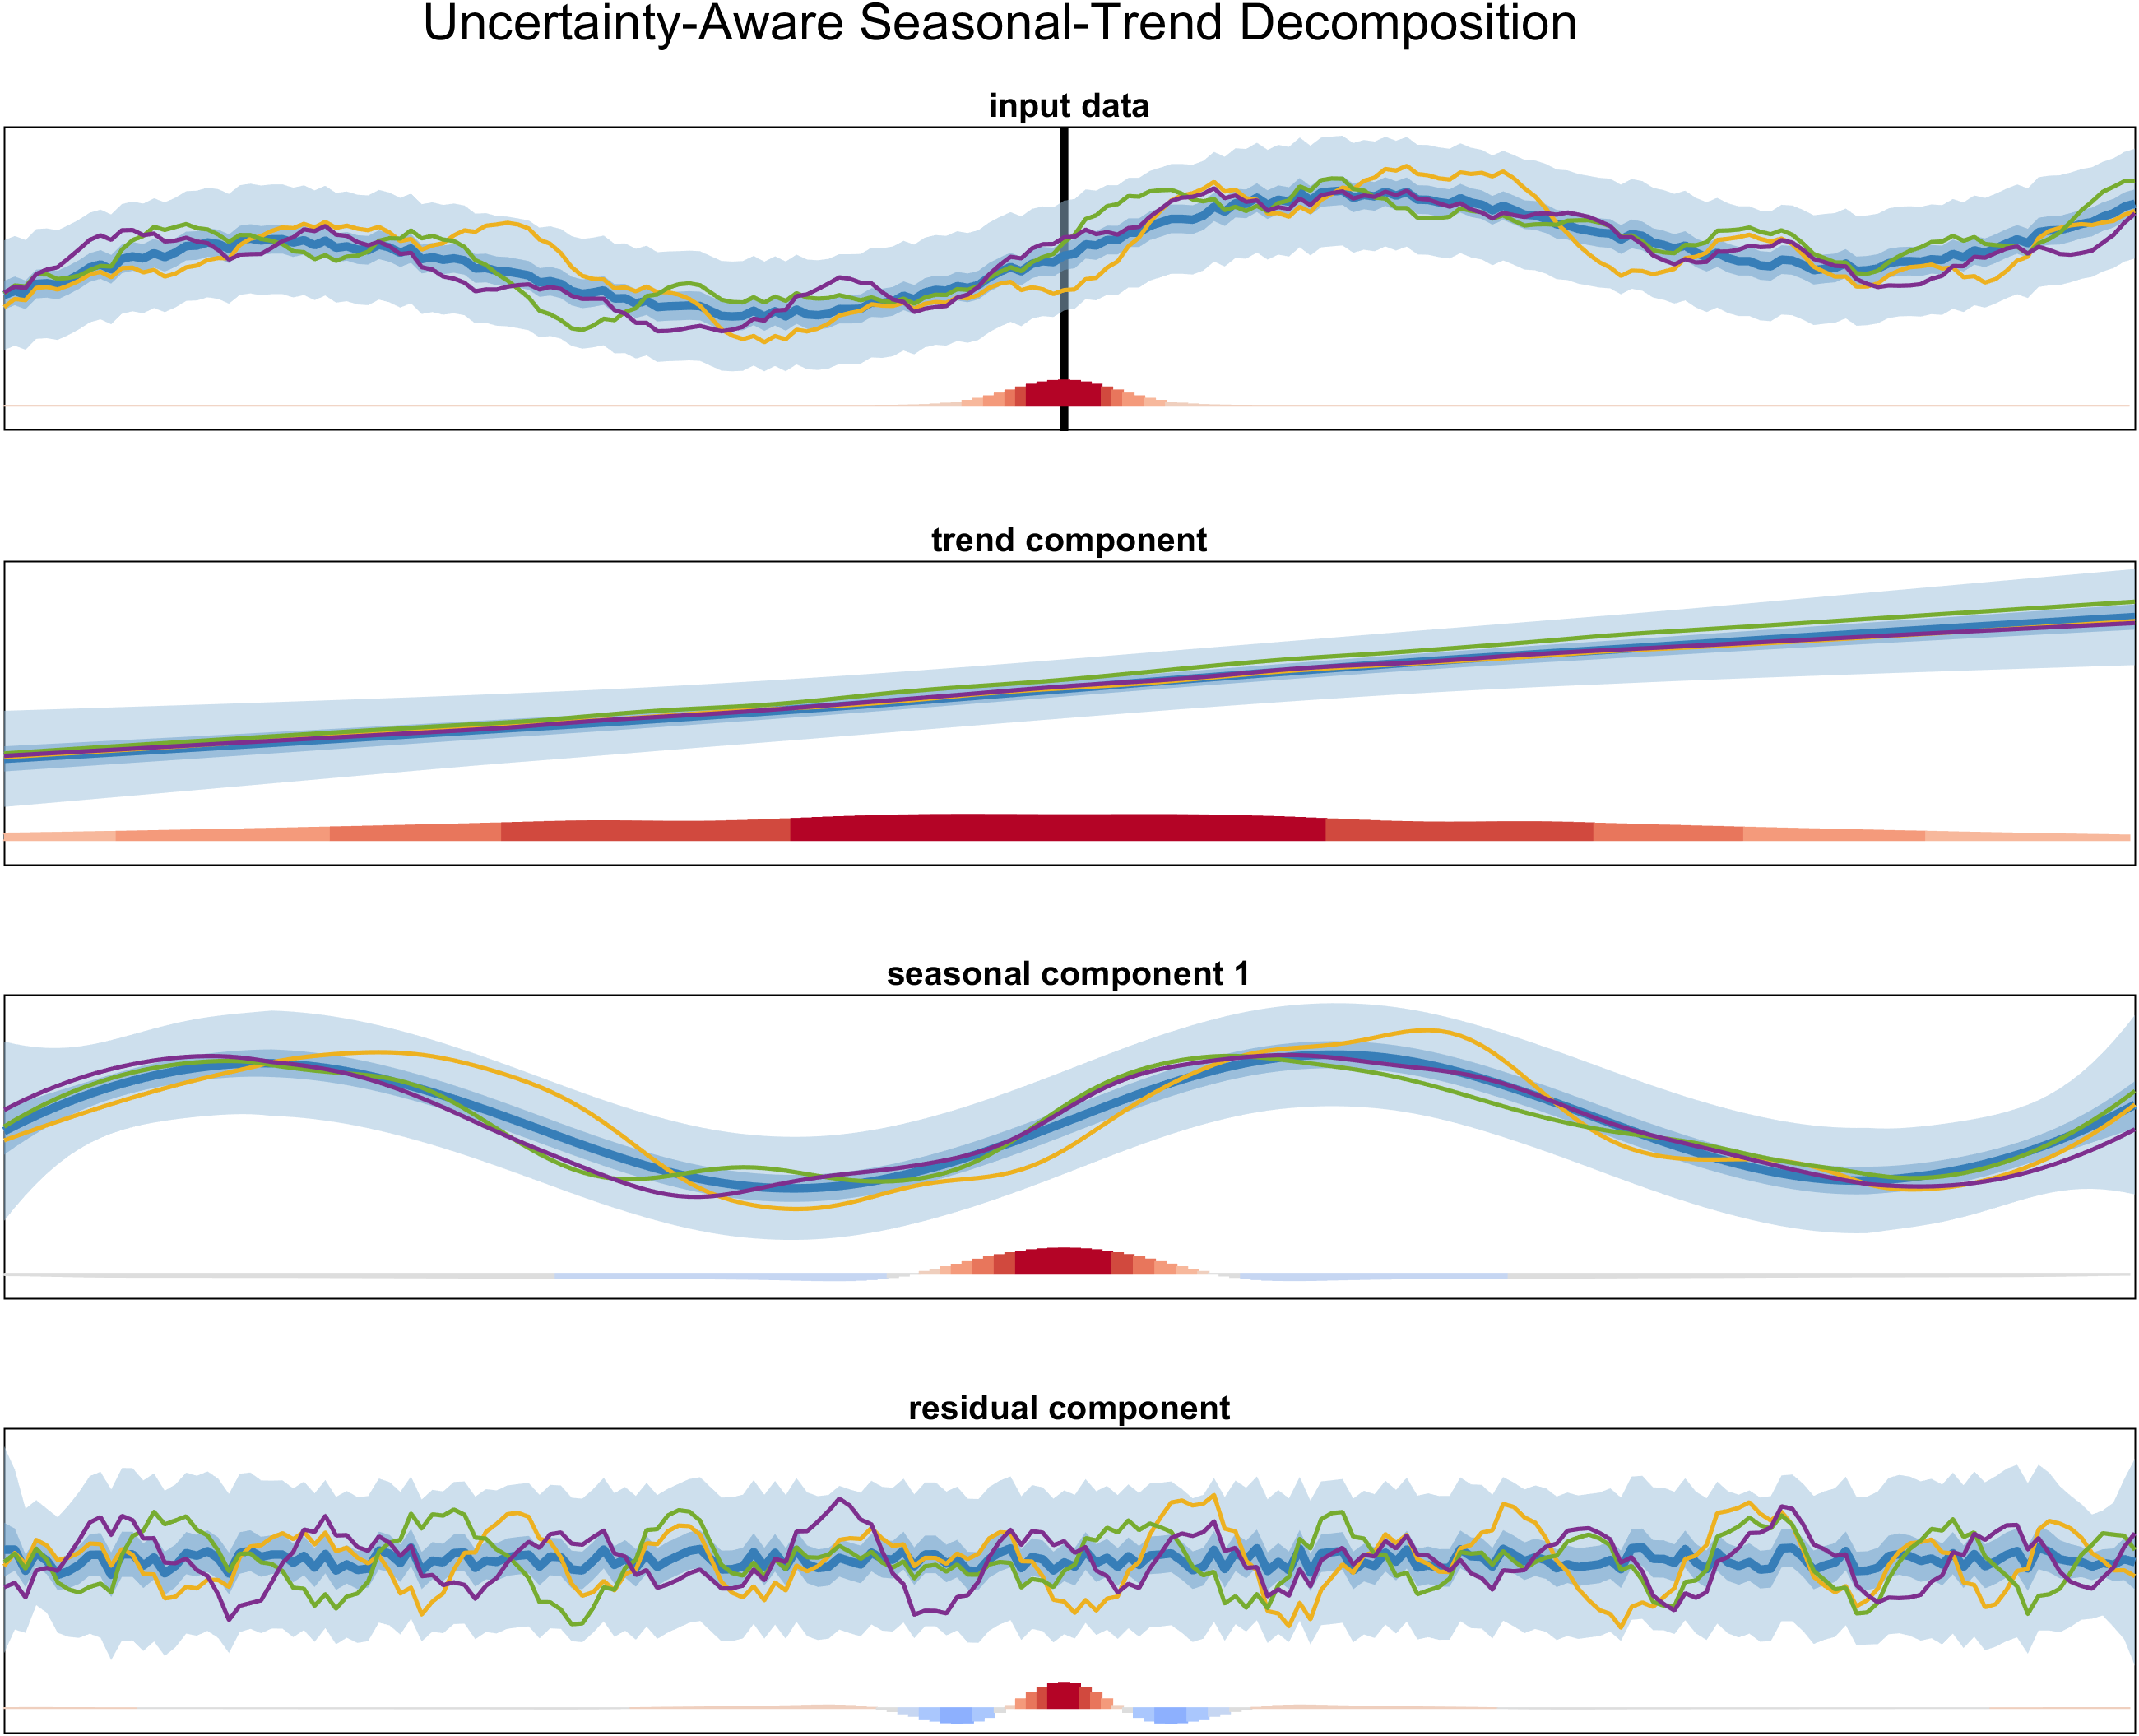 Uncertainty-Aware Seasonal-Trend Decomposition
input data
trend component
seasonal component 1
residual component